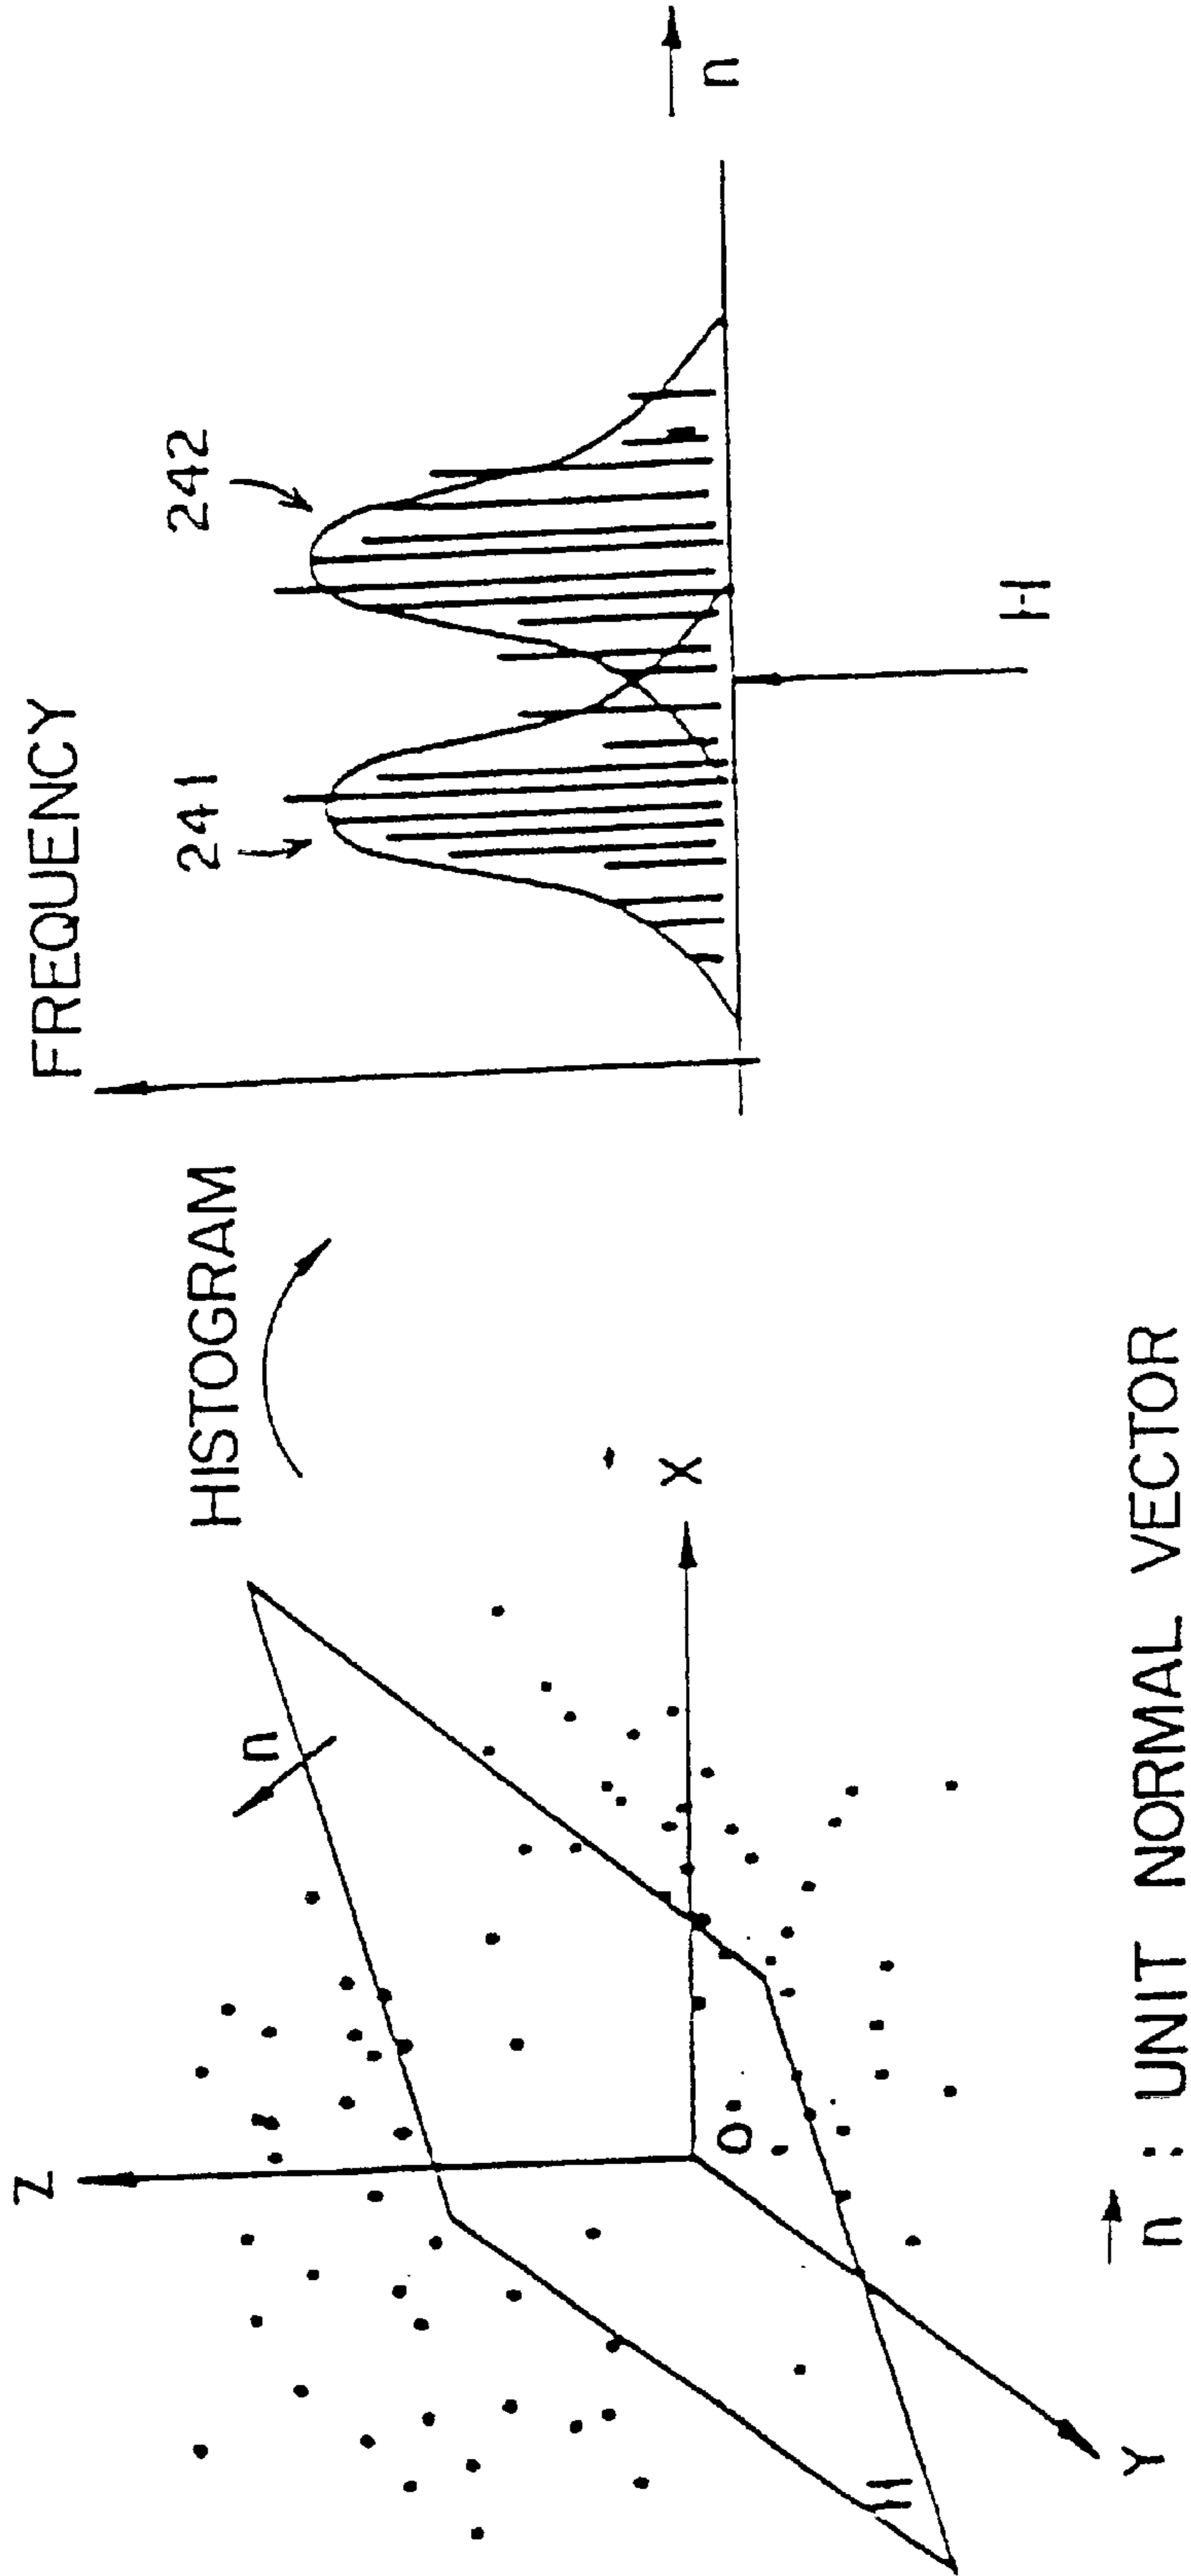 FREQUENCY
HISTOGRAM
241
242
n
H
Z
n
X
O
Y
H
n : UNIT NORMAL VECTOR